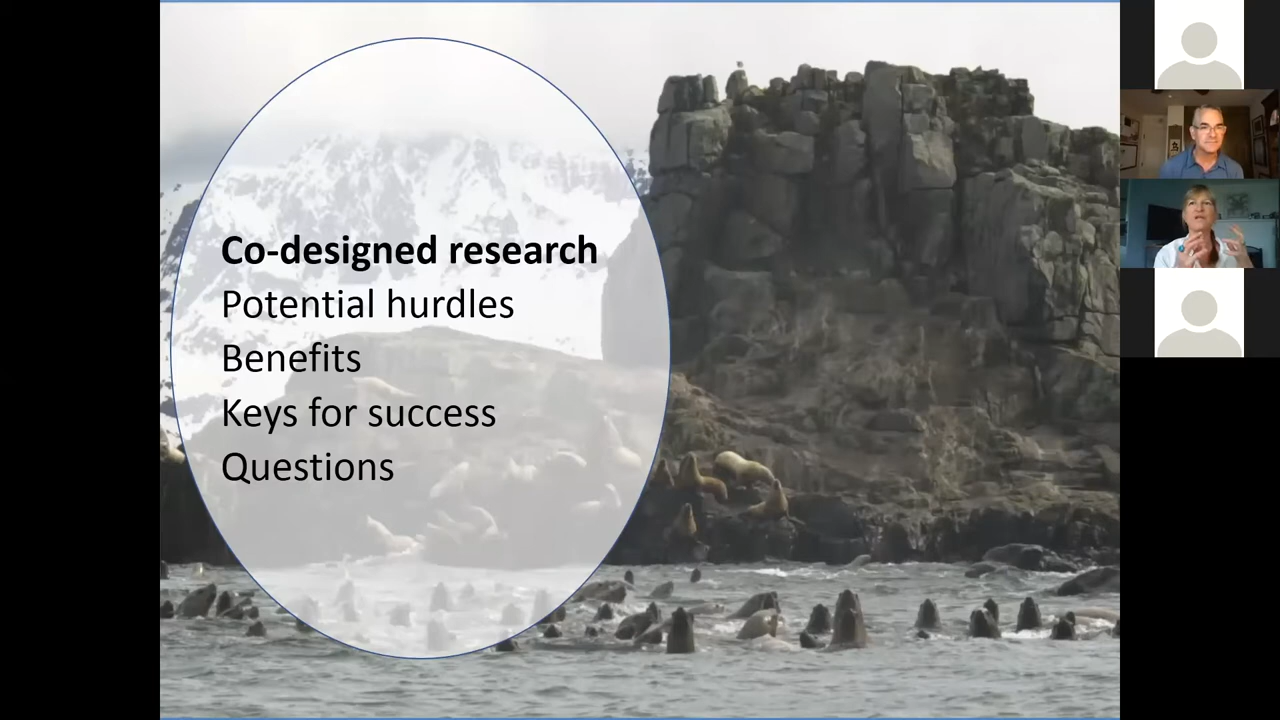 Co-designed research
Potential hurdles
Benefits
Keys for success
Questions